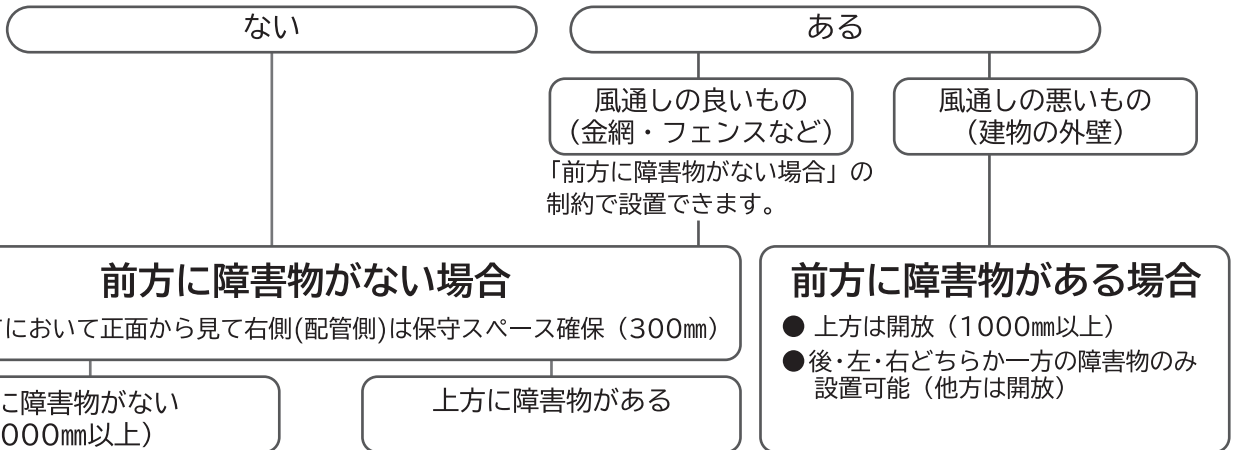 ない
ある
風通しの良いもの
（金網・フェンスなど）
風通しの悪いもの
（建物の外壁）
「前方に障害物がない場合」の
制約で設置できます。
前方に障害物がない場合
において正面から見て右側(配管側)は保守スペース確保（300㎜）
前方に障害物がある場合
● 上方は開放（1000㎜以上）
●後・左・右どちらか一方の障害物のみ
設置可能（他方は開放）
に障害物がない
000㎜以上）
上方に障害物がある